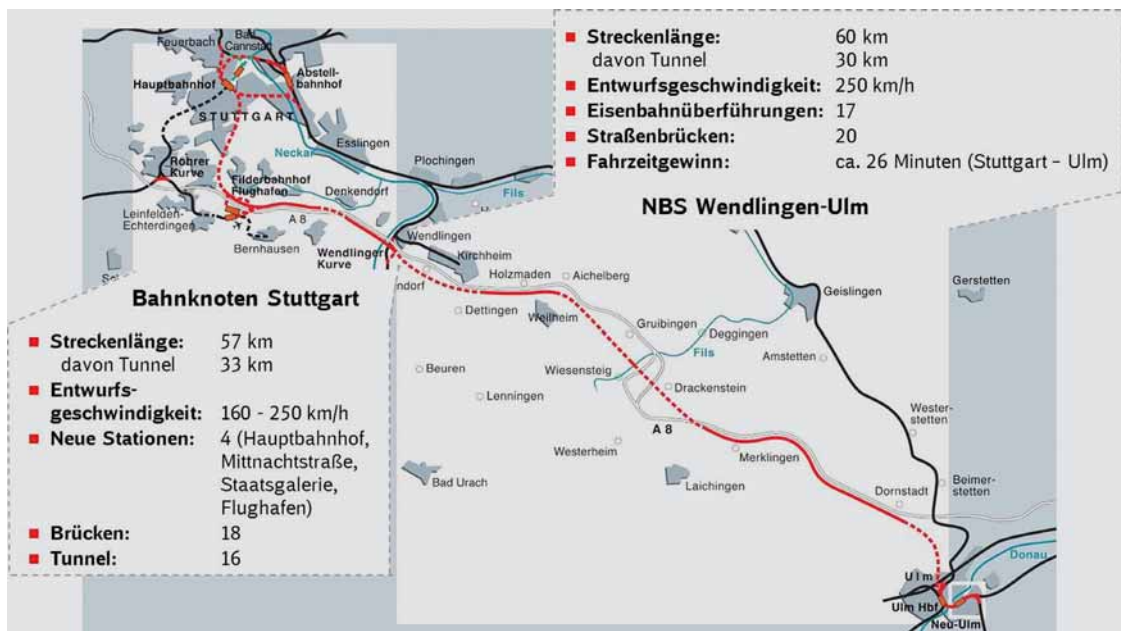 Feuerbach
Bad
Cannstatt
Hauptbahnhof
Abstell-
bahnhof
STUTTGART
Neckar
Esslingen
Plochingen
Fils
Rohrer
Kurve
Filderbahnhof
Flughafen
Denkendorf
Leinfelden-
Echterdingen
A 8
Bernhausen
Wendlinger
Kurve
Wendlingen
Kirchheim
Streckenlänge: 60 km
davon Tunnel 30 km
Entwurfsgeschwindigkeit: 250 km/h
Eisenbahnüberführungen: 17
Straßenbrücken: 20
Fahrzeitgewinn: ca. 26 Minuten (Stuttgart – Ulm)
NBS Wendlingen-Ulm
ndorf
Holzmaden
Aichelberg
Dettingen
Weilheim
Gruibingen
Deggingen
Geislingen
Gerstetten
Fils
Amstetten
Beuren
Wiesensteig
Drackenstein
Lenningen
A 8
Wester-
stetten
Westerheim
Merklingen
Bad Urach
Laichingen
Dornstadt
Beimer-
stetten
Donau
Ulm
Ulm Hbf
Neu-Ulm
Bahnknoten Stuttgart
Streckenlänge: 57 km
davon Tunnel 33 km
Entwurfs-
geschwindigkeit: 160 - 250 km/h
Neue Stationen: 4 (Hauptbahnhof,
Mittnachtstraße,
Staatsgalerie,
Flughafen)
Brücken: 18
Tunnel: 16